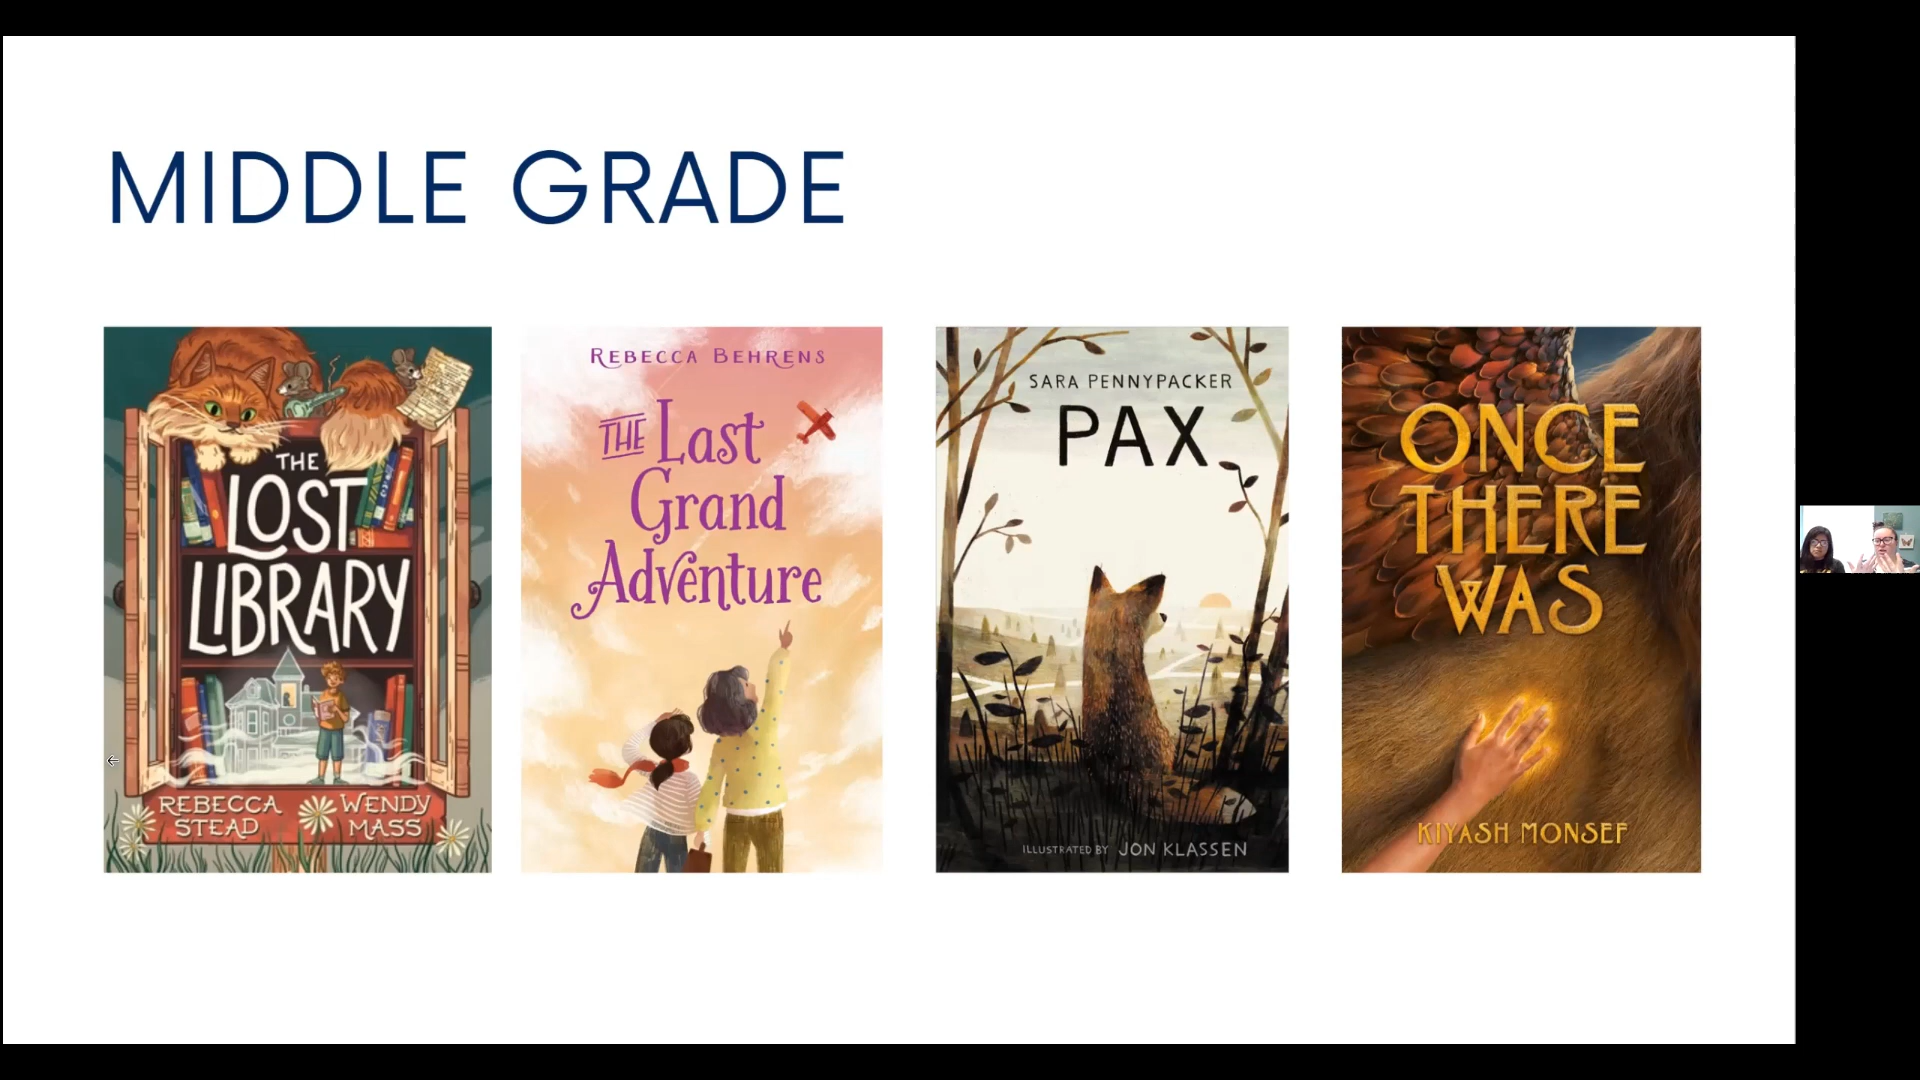 MIDDLE GRADE
THE
LOST
LIBRARY
REBECCA
STEAD
WENDY
MASS
REBECCA BEHRENS
THE Last
Grand
Adventure
SARA PENNYPACKER
PAX
ILLUSTRATED BY JON KLASSEN
ONCE
THERE
WAS
KIYASH MONSEF